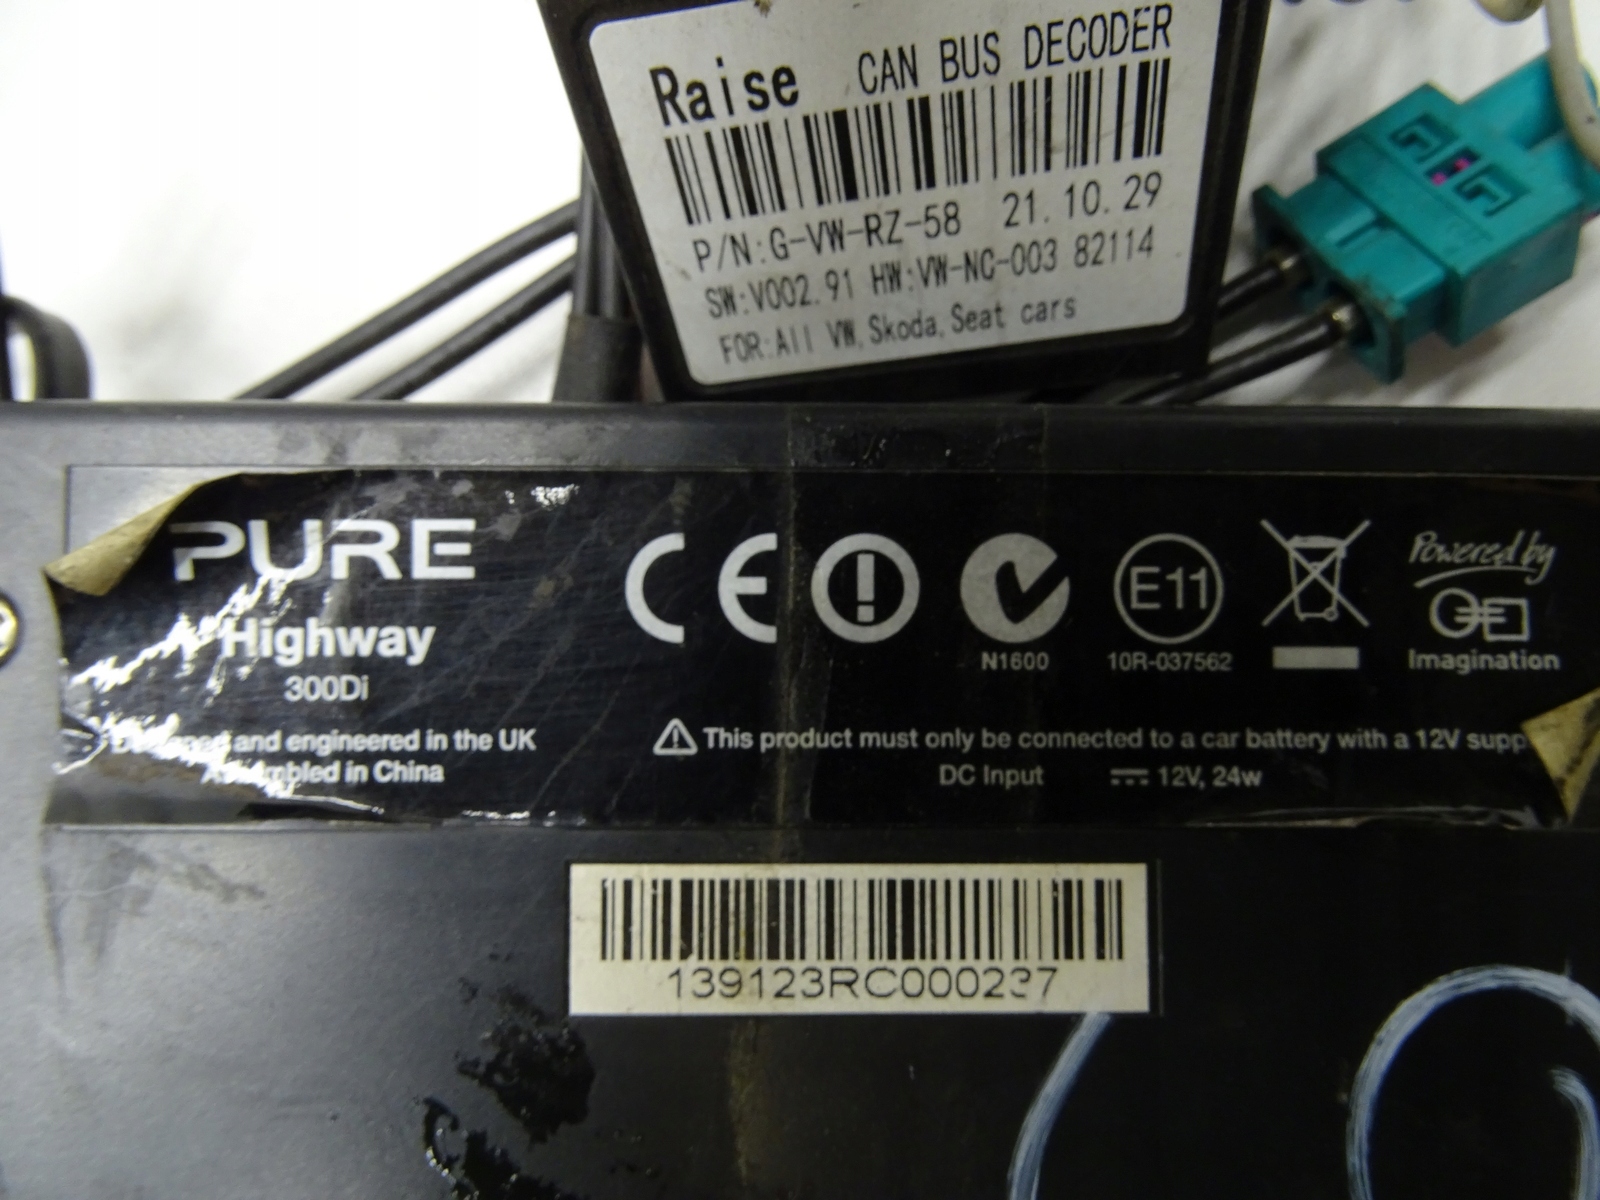 Raise CAN BUS DECODER
P/N:G-VW-RZ-58 21.10.29
SW:V002.91 HW:VW-NC-003 82114
FOR:All VW,Skoda,Seat cars
PURE
Highway
300Di
Designed and engineered in the UK
Assembled in China
CE
N1600
E11
10R-037562
Powered by
Imagination
This product must only be connected to a car battery with a 12V supp
DC Input 12V, 24w
139123RC000237